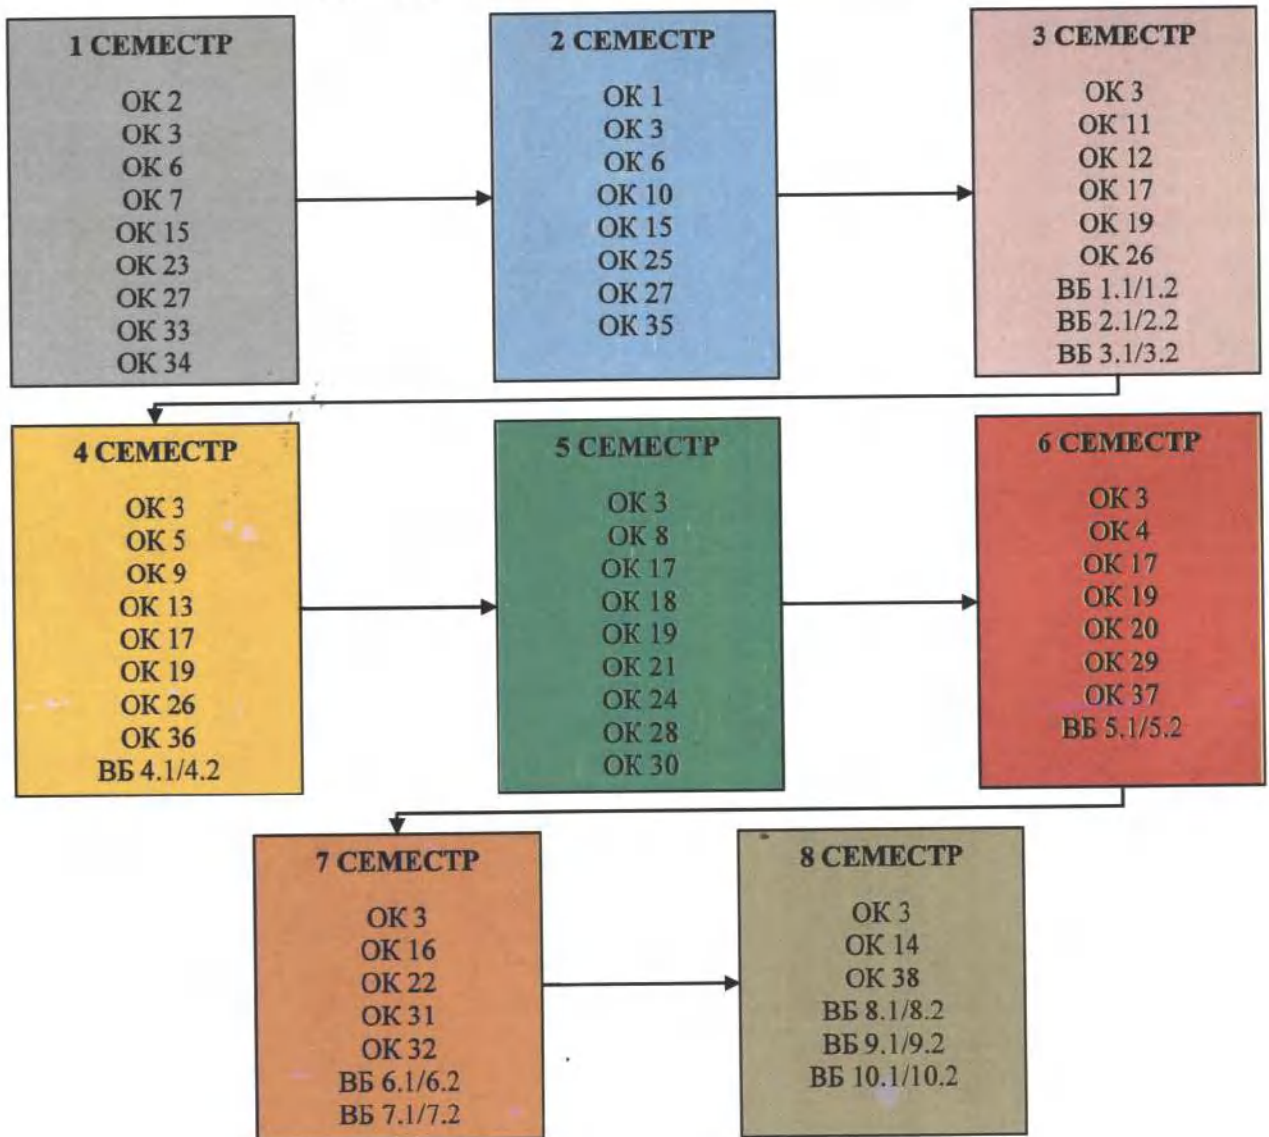 1 СЕМЕСТР
ОК 2
ОК 3
ОК 6
ОК 7
ОК 15
ОК 23
ОК 27
ОК 33
ОК 34
2 СЕМЕСТР
ОК 1
ОК 3
ОК 6
ОК 10
ОК 15
ОК 25
ОК 27
ОК 35
3 СЕМЕСТР
ОК 3
ОК 11
ОК 12
ОК 17
ОК 19
ОК 26
ВБ 1.1/1.2
ВБ 2.1/2.2
ВБ 3.1/3.2
4 СЕМЕСТР
ОК 3
ОК 5
ОК 9
ОК 13
ОК 17
ОК 19
ОК 26
ОК 36
ВБ 4.1/4.2
5 СЕМЕСТР
ОК 3
ОК 8
ОК 17
ОК 18
ОК 19
ОК 21
ОК 24
ОК 28
ОК 30
6 СЕМЕСТР
ОК 3
ОК 4
ОК 17
ОК 19
ОК 20
ОК 29
ОК 37
ВБ 5.1/5.2
7 СЕМЕСТР
ОК 3
ОК 16
ОК 22
ОК 31
ОК 32
ВБ 6.1/6.2
ВБ 7.1/7.2
8 СЕМЕСТР
ОК 3
ОК 14
ОК 38
ВБ 8.1/8.2
ВБ 9.1/9.2
ВБ 10.1/10.2